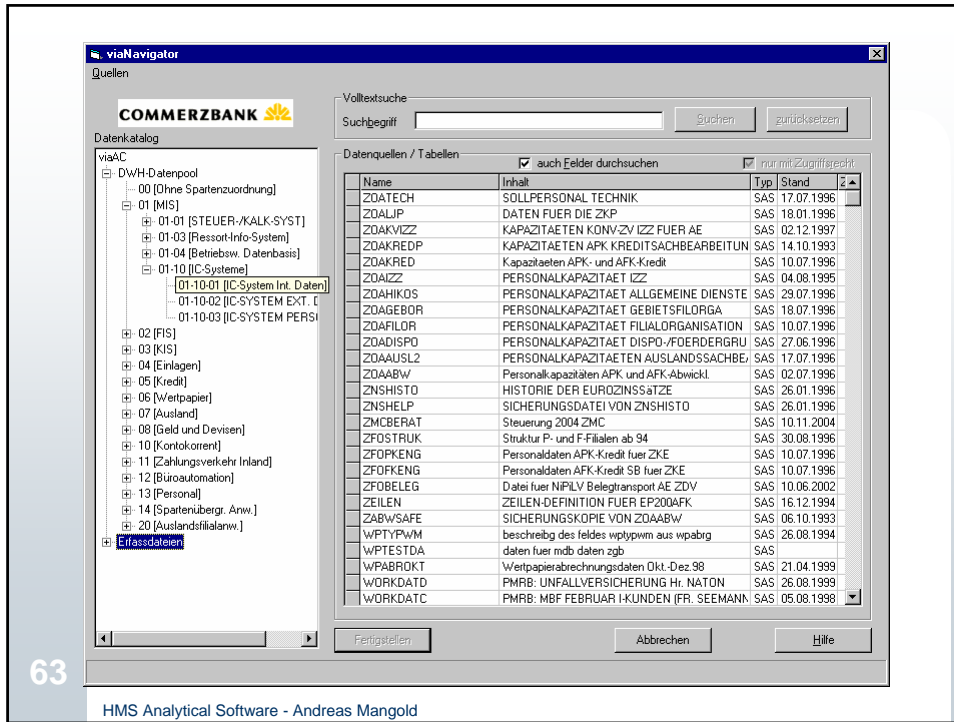 viaNavigator
Quellen
COMMERZBANK
Datenkatalog
viaAC
DWH-Datenpool
00 [Ohne Spartenzuordnung]
01 [MIS]
01-01 [STEUER-/KALK-SYST]
01-03 [Ressort-Info-System]
01-04 [Betriebsw. Datenbasis]
01-10 [IC-Systeme]
01-10-01 [IC-System Int. Daten]
01-10-02 [IC-SYSTEM EXT. D
01-10-03 [IC-SYSTEM PERS(
02 [FIS]
03 [KIS]
04 [Einlagen]
05 [Kredit]
06 [Wertpapier]
07 [Ausland]
08 [Geld und Devisen]
10 [Kontokorrent]
11 [Zahlungsverkehr Inland]
12 [Büroautomation]
13 [Personal]
14 [Spartenübergr. Anw.]
20 [Auslandsfilialanw.]
Erfassdateien
Volltextsuche
Suchbegriff Suchen zurücksetzen
Datenquellen / Tabellen auch Felder durchsuchen nur mit Zugriffsrecht
Name Inhalt Typ Stand Z
ZOATECH SOLLPERSONAL TECHNIK SAS 17.07.1996
ZOALJP DATEN FUER DIE ZKP SAS 18.01.1996
ZOAKVIZZ KAPAZITAETEN KONV-ZV IZZ FUER AE SAS 02.12.1997
ZOAKREDP KAPAZITAETEN APK KREDITSACHBEARBEITUN SAS 14.10.1993
ZOAKRED Kapazitaeten APK- und AFK-Kredit SAS 10.07.1996
ZOAIZZ PERSONALKAPAZITAET IZZ SAS 04.08.1995
ZOAHIKOS PERSONALKAPAZITAET ALLGEMEINE DIENSTE SAS 29.07.1996
ZOAGEBOR PERSONALKAPAZITAET GEBIETSFILORGA SAS 18.07.1996
ZOAFILOR PERSONALKAPAZITAET FILIALORGANISATION SAS 10.07.1996
ZOADISPO PERSONALKAPAZITAET DISPO-/FOERDERGRU SAS 27.06.1996
ZOAAUSL2 PERSONALKAPAZITAETEN AUSLANDSSACHBE, SAS 17.07.1996
ZOAABW Personalkapazitäten APK und AFK-Abwickl. SAS 02.07.1996
ZNSHISTO HISTORIE DER EUROZINSSäTZE SAS 26.01.1996
ZNSHELP SICHERUNGSDATEI VON ZNSHISTO SAS 26.01.1996
ZMCBERAT Steuerung 2004 ZMC SAS 10.11.2004
ZFOSTRUK Struktur P- und F-Filialen ab 94 SAS 30.08.1996
ZFOPKENG Personaldaten APK-Kredit fuer ZKE SAS 10.07.1996
ZFOFKENG Personaldaten AFK-Kredit SB fuer ZKE SAS 10.07.1996
ZFOBELEG Datei fuer NiPiLV Belegtransport AE ZDV SAS 10.06.2002
ZEILEN ZEILEN-DEFINITION FUER EP200AFK SAS 16.12.1994
ZABWSAFE SICHERUNGSKOPIE VON ZOAABW SAS 06.10.1993
WPTYPWM beschreibg des feldes wptypwm aus wpabrg SAS 26.08.1994
WPTESTDA daten fuer mdb daten zgb SAS
WPABROKT Wertpapierabrechnungsdaten Okt.-Dez.98 SAS 21.04.1999
WORKDATD PMRB: UNFALLVERSICHERUNG Hr. NATON SAS 26.08.1999
WORKDATC PMRB: MBF FEBRUAR I-KUNDEN (FR. SEEMANN SAS 05.08.1998
Fertigstellen Abbrechen Hilfe
63
HMS Analytical Software - Andreas Mangold